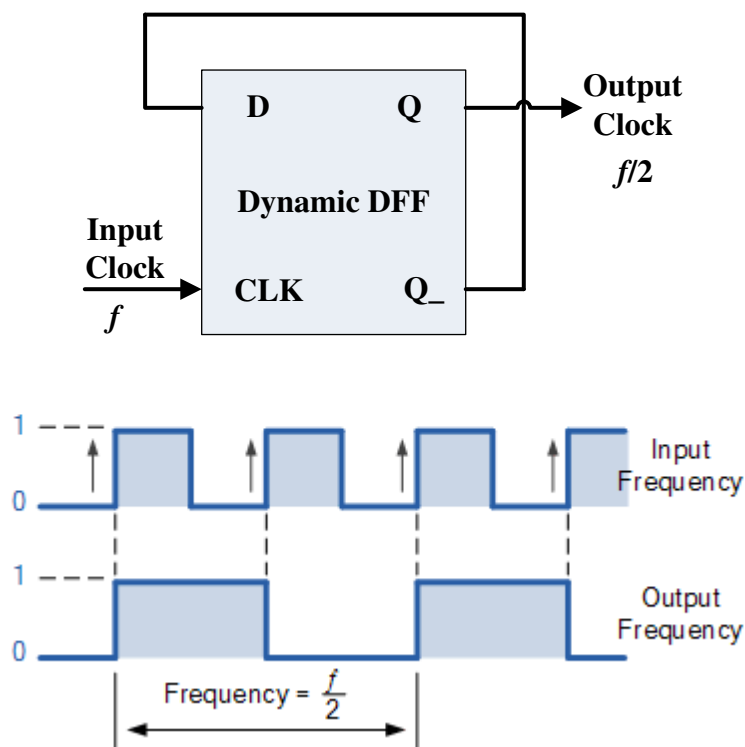 D
Q
Output
Clock
f/2
Dynamic DFF
Input
Clock
f
CLK
Q_
1
0
Input
Frequency
1
0
Output
Frequency
Frequency = f/2